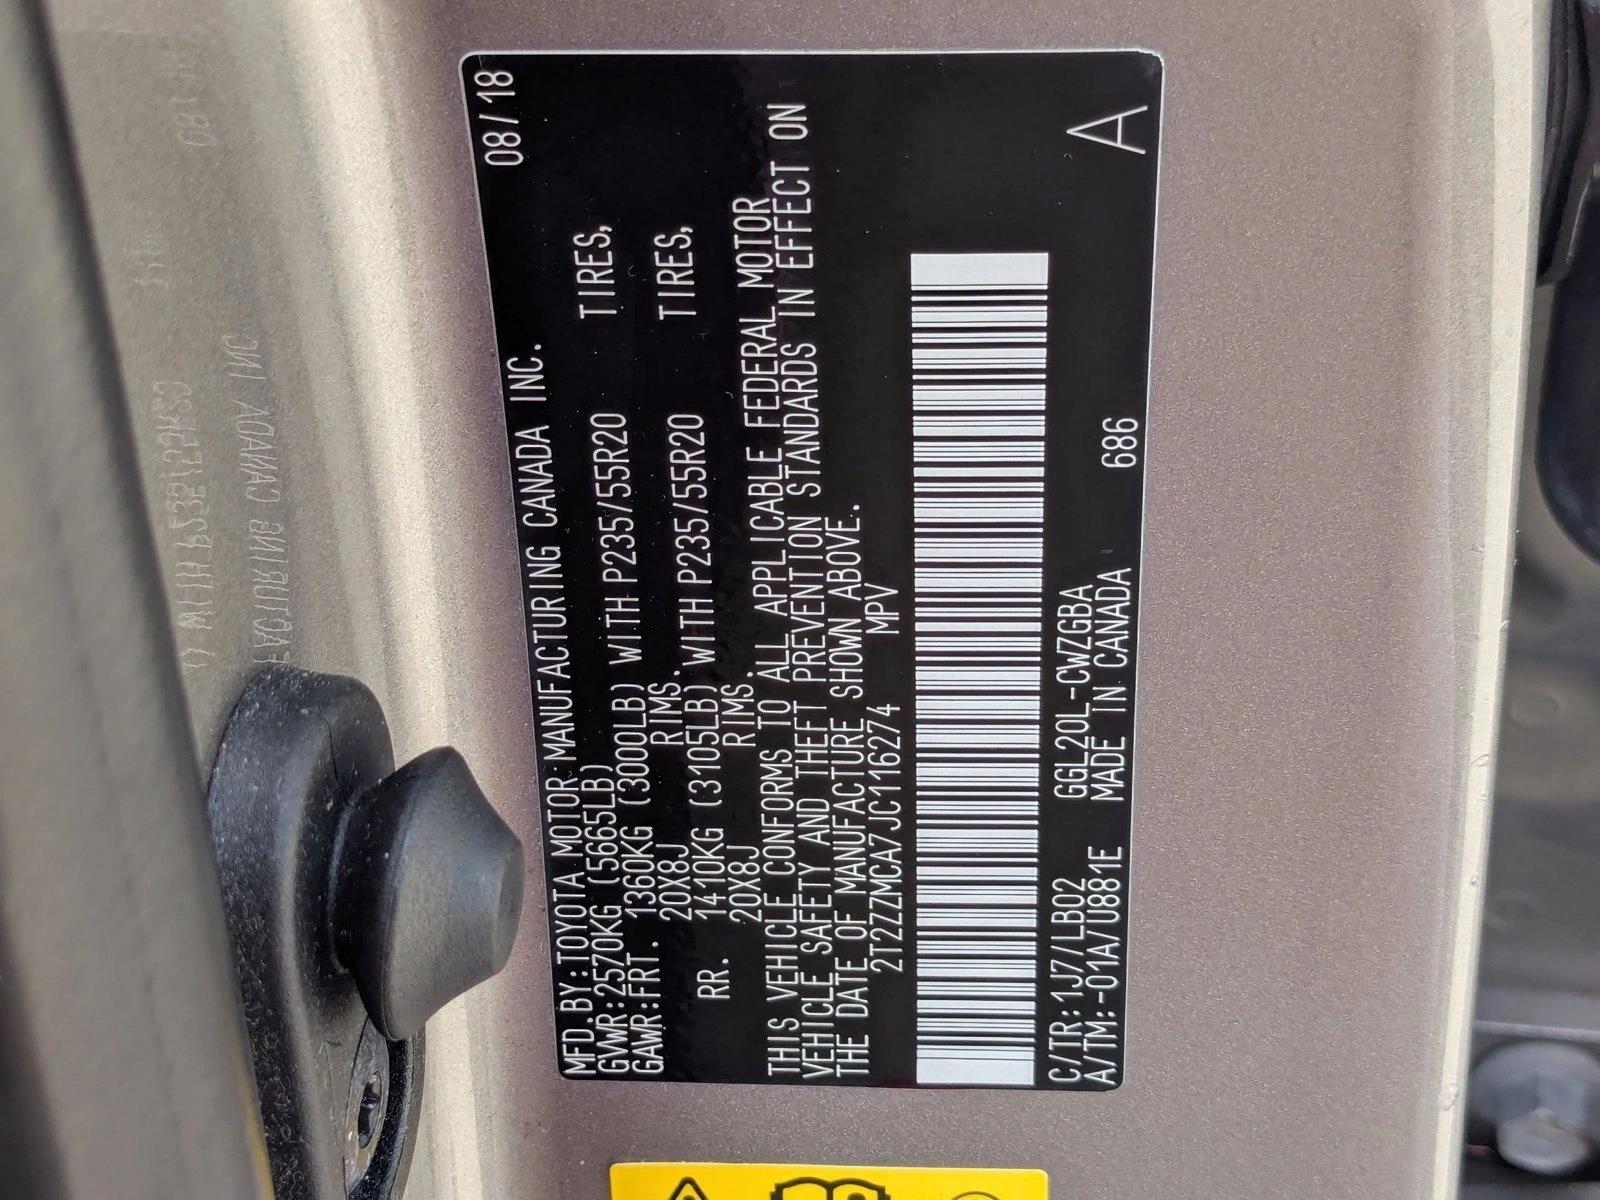 MFD.BY:TOYOTA MOTOR MANUFACTURING CANADA INC. 08/18
GVWR:2570KG (5665LB)
GAWR:FRT. 1360KG (3000LB) WITH P235/55R20 TIRES,
20X8J RIMS.
RR. 1410KG (3105LB) WITH P235/55R20 TIRES,
20X8J RIMS.
THIS VEHICLE CONFORMS TO ALL APPLICABLE FEDERAL MOTOR
VEHICLE SAFETY AND THEFT PREVENTION STANDARDS IN EFFECT ON
THE DATE OF MANUFACTURE SHOWN ABOVE.
2T2ZZMCA7JC116274 MPV
C/TR:1J7/LB02 GGL20L-CWZGBA
A/TM:-01A/U881E MADE IN CANADA 686 A